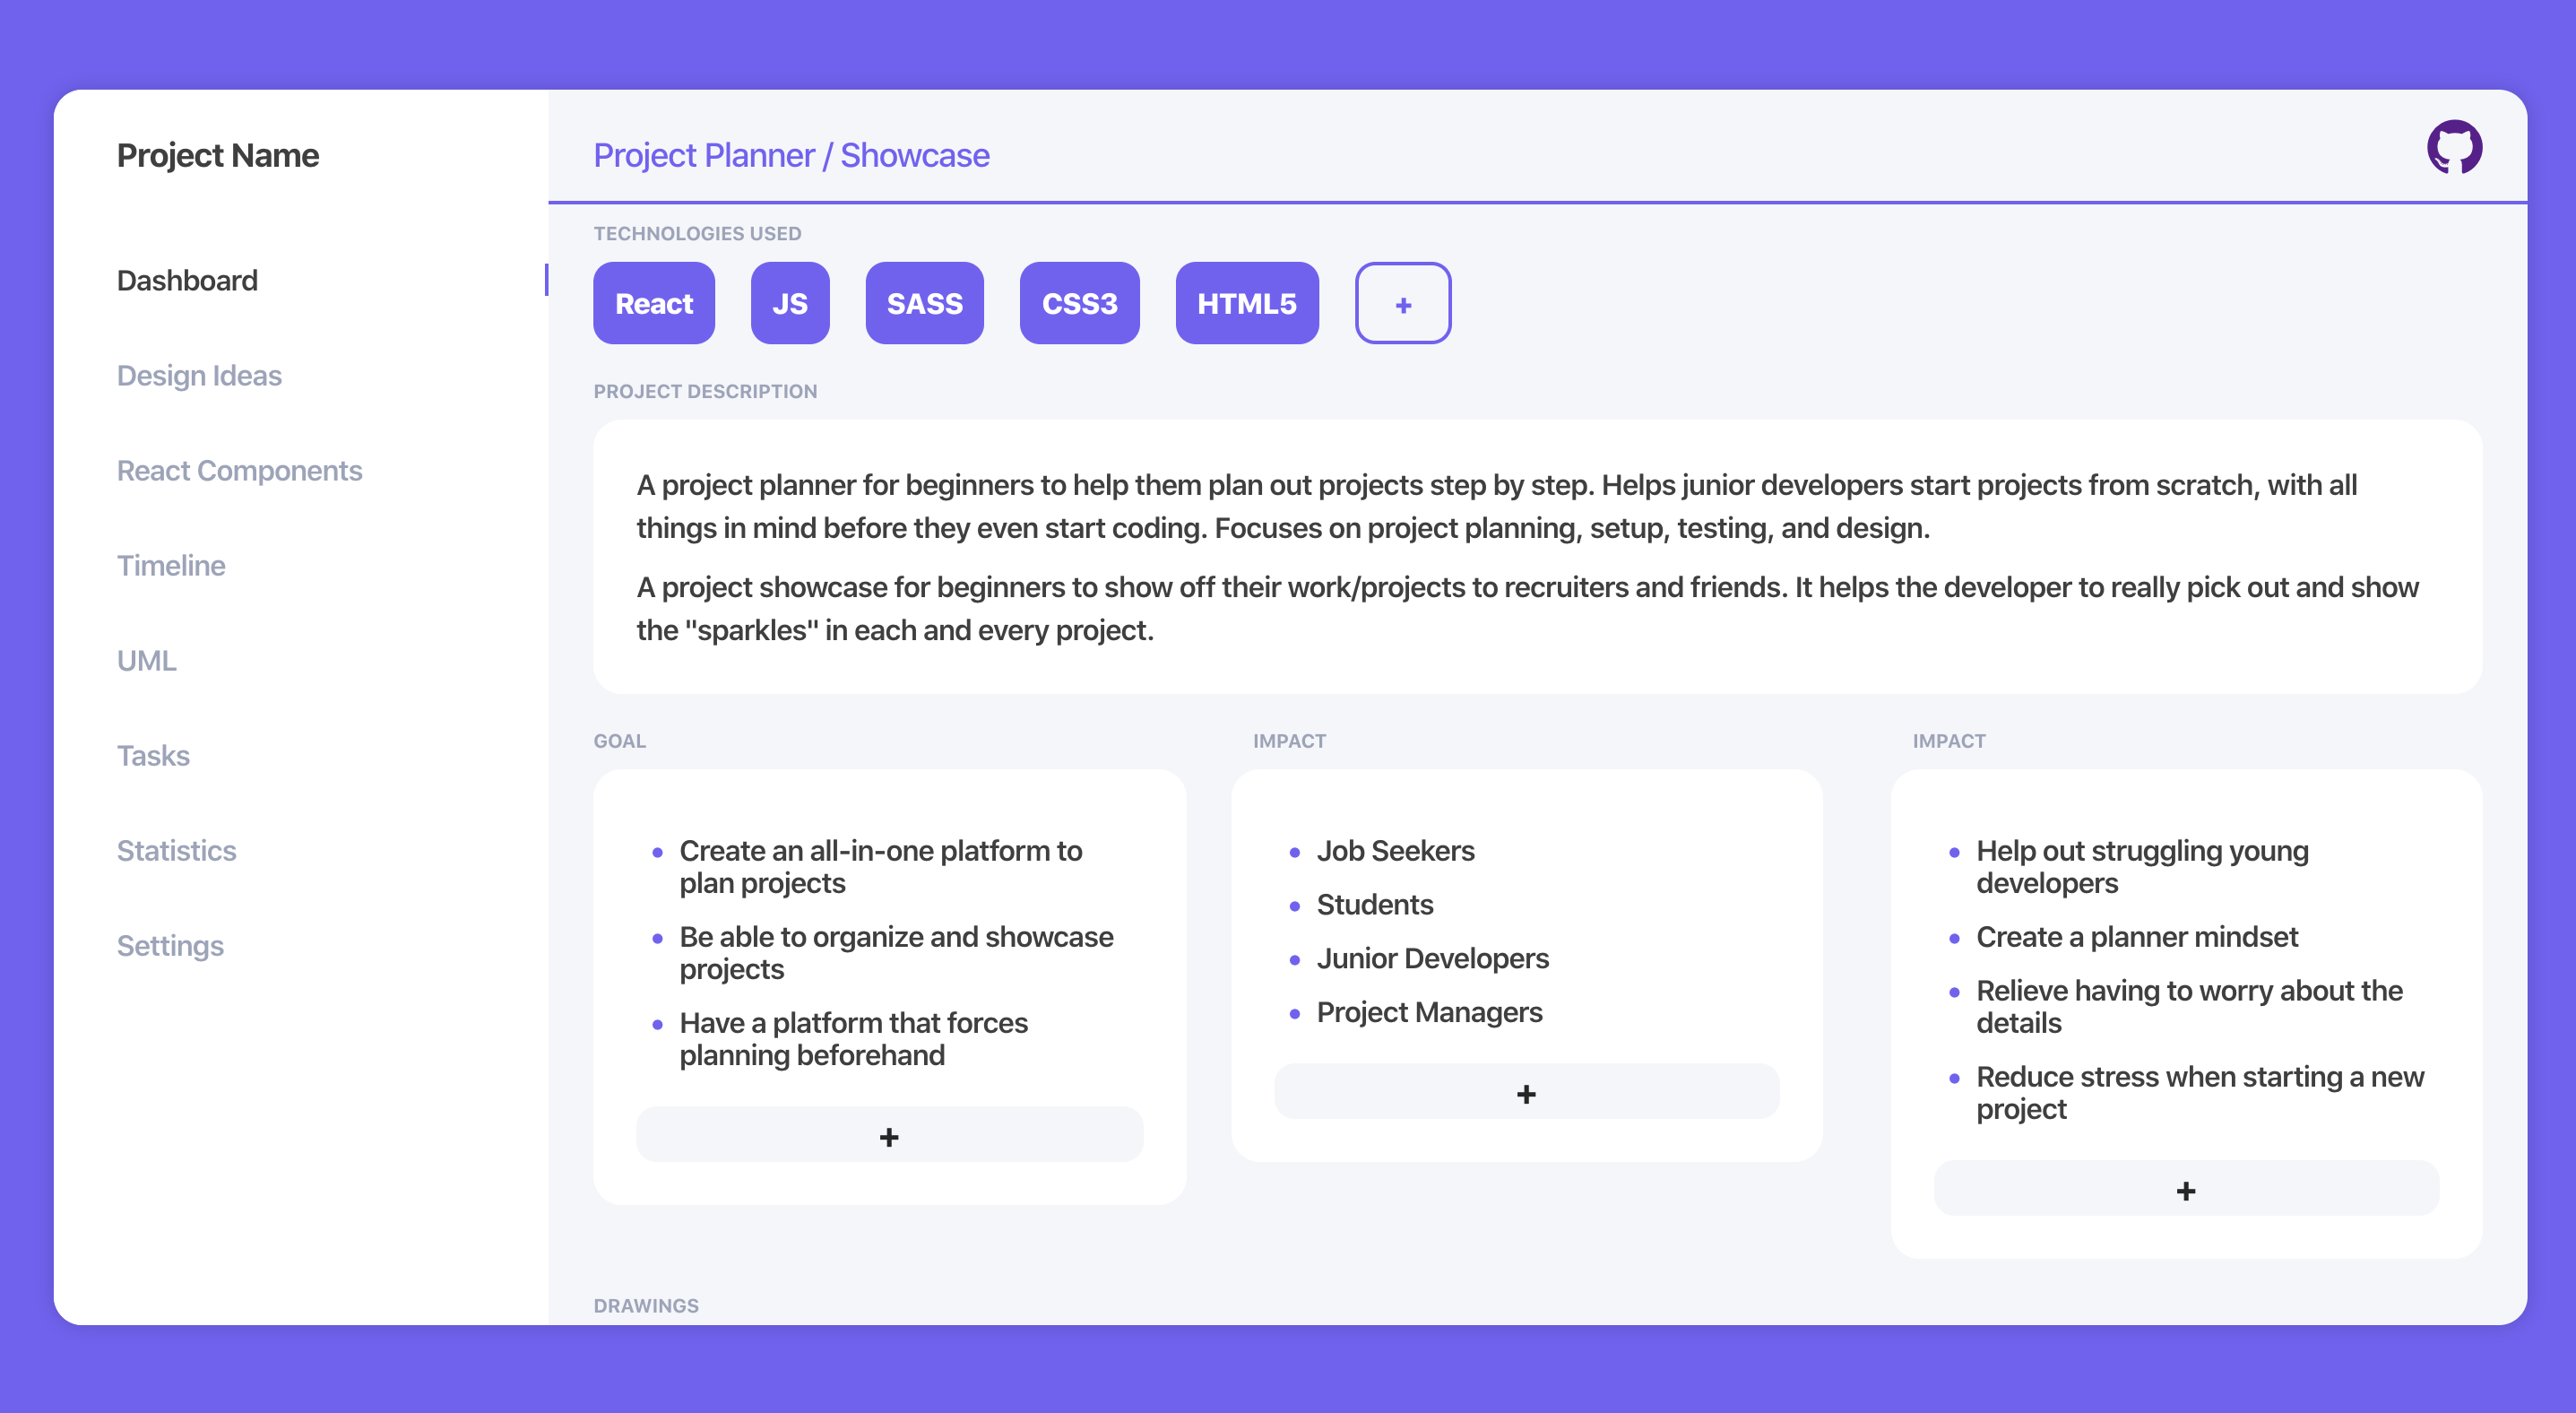 Project Name
Dashboard
Design Ideas
React Components
Timeline
UML
Tasks
Statistics
Settings
Project Planner / Showcase
TECHNOLOGIES USED
React
JS
SASS
CSS3
HTML5
+
PROJECT DESCRIPTION
A project planner for beginners to help them plan out projects step by step. Helps junior developers start projects from scratch, with all
things in mind before they even start coding. Focuses on project planning, setup, testing, and design.
A project showcase for beginners to show off their work/projects to recruiters and friends. It helps the developer to really pick out and show
the "sparkles" in each and every project.
GOAL
• Create an all-in-one platform to
plan projects
• Be able to organize and showcase
projects
• Have a platform that forces
planning beforehand
+
IMPACT
• Job Seekers
• Students
• Junior Developers
• Project Managers
+
IMPACT
• Help out struggling young
developers
• Create a planner mindset
• Relieve having to worry about the
details
• Reduce stress when starting a new
project
+
DRAWINGS